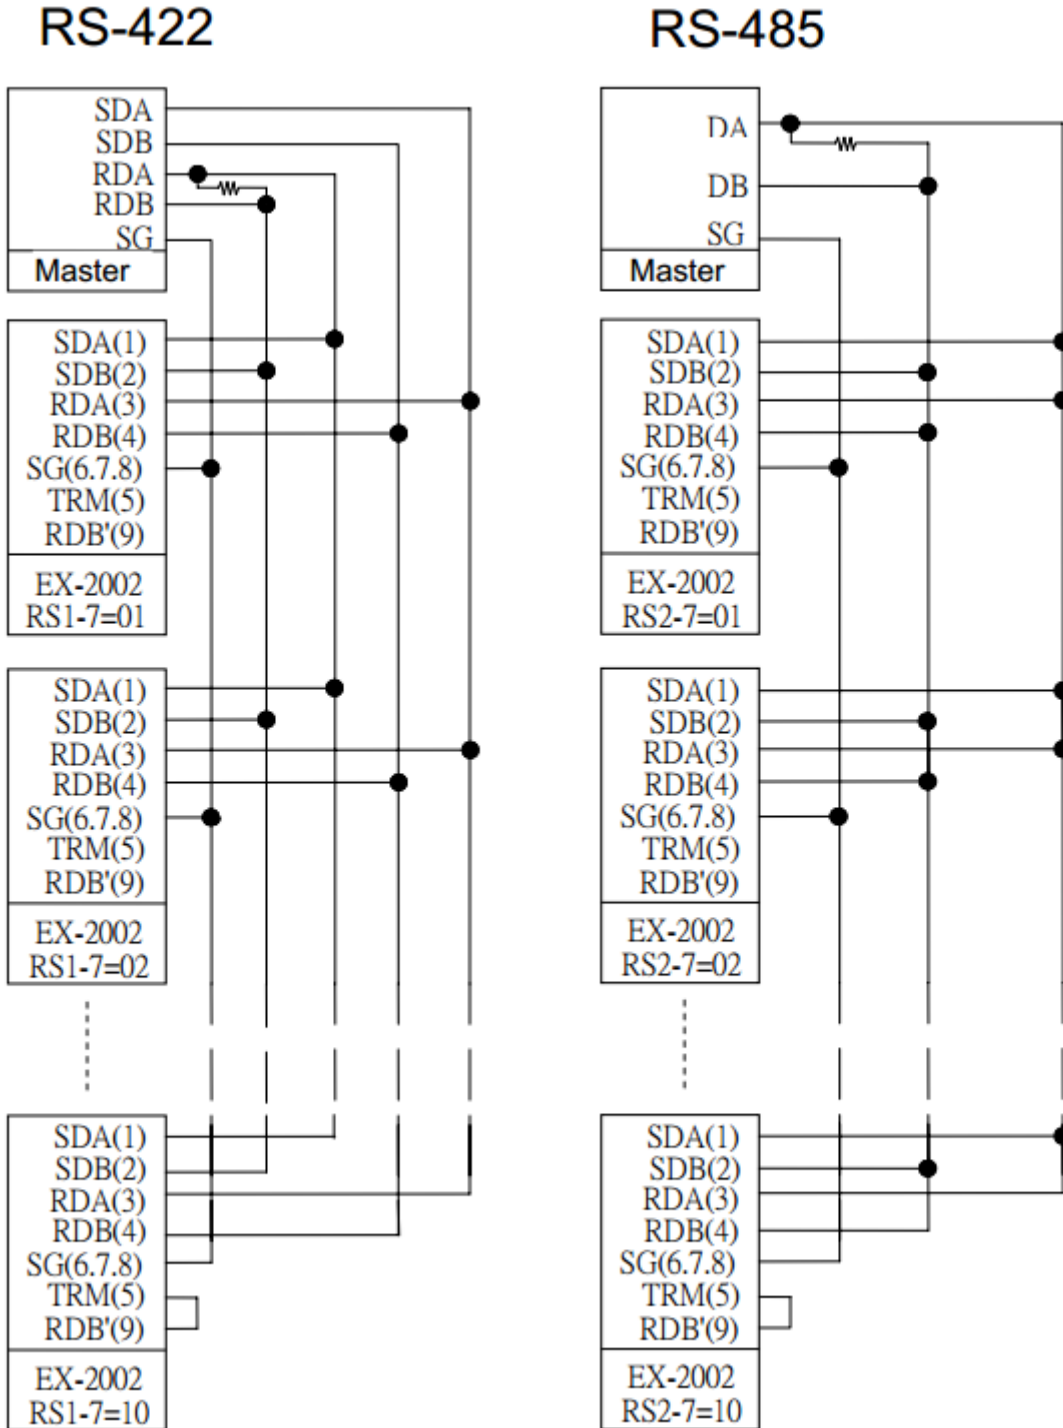 RS-422
SDA
SDB
RDA
RDB
SG
Master
SDA(1)
SDB(2)
RDA(3)
RDB(4)
SG(6.7.8)
TRM(5)
RDB'(9)
EX-2002
RS1-7=01
SDA(1)
SDB(2)
RDA(3)
RDB(4)
SG(6.7.8)
TRM(5)
RDB'(9)
EX-2002
RS1-7=02
SDA(1)
SDB(2)
RDA(3)
RDB(4)
SG(6.7.8)
TRM(5)
RDB'(9)
EX-2002
RS1-7=10
RS-485
DA
DB
SG
Master
SDA(1)
SDB(2)
RDA(3)
RDB(4)
SG(6.7.8)
TRM(5)
RDB'(9)
EX-2002
RS2-7=01
SDA(1)
SDB(2)
RDA(3)
RDB(4)
SG(6.7.8)
TRM(5)
RDB'(9)
EX-2002
RS2-7=02
SDA(1)
SDB(2)
RDA(3)
RDB(4)
SG(6.7.8)
TRM(5)
RDB'(9)
EX-2002
RS2-7=10